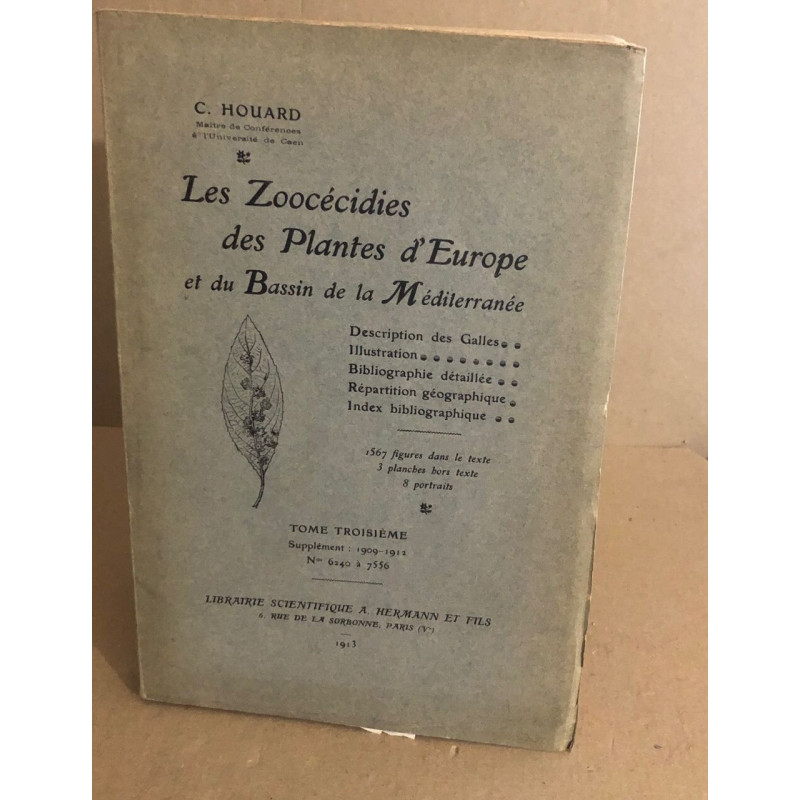 C. HOUARD
Maître de Conférences
à l'Université de Caen
Les Zoocécidies
des Plantes d'Europe
et du Bassin de la Méditerranée
Description des Galles
Illustration
Bibliographie détaillée
Répartition géographique
Index bibliographique
1567 figures dans le texte
3 planches hors texte
8 portraits
TOME TROISIÈME
Supplément : 1909-1912
Nos 6240 à 7556
LIBRAIRIE SCIENTIFIQUE A. HERMANN ET FILS
6, RUE DE LA SORBONNE, PARIS (Ve)
1913